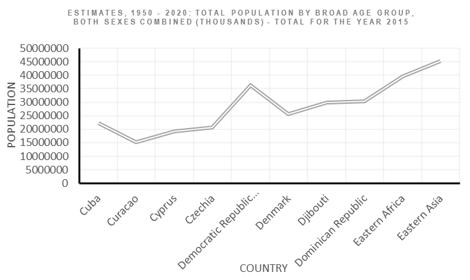 ESTIMATES, 1950 - 2020: TOTAL POPULATION BY BROAD AGE GROUP,
BOTH SEXES COMBINED (THOUSANDS) - TOTAL FOR THE YEAR 2015
POPULATION
50000000
45000000
40000000
35000000
30000000
25000000
20000000
15000000
10000000
5000000
0
Cuba
Curacao
Cyprus
Czechia
Democratic Republic...
Denmark
Djibouti
Dominican Republic
Eastern Africa
Eastern Asia
COUNTRY